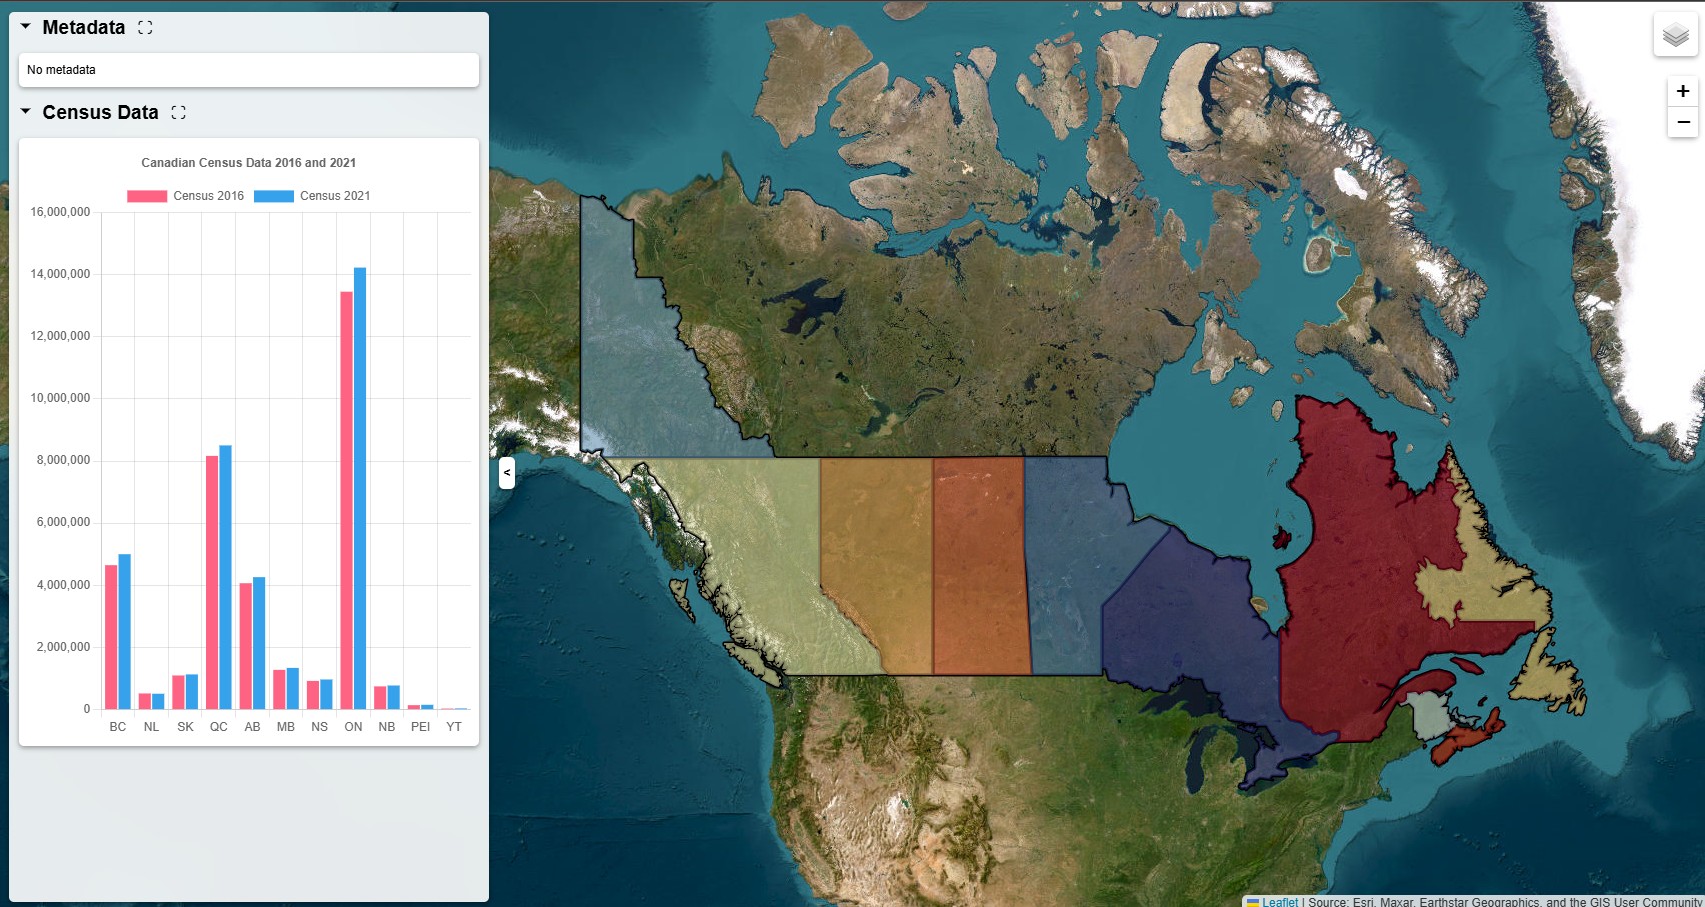 Metadata
No metadata
Census Data
Canadian Census Data 2016 and 2021
Census 2016 Census 2021
16,000,000
14,000,000
12,000,000
10,000,000
8,000,000
6,000,000
4,000,000
2,000,000
0
BC NL SK QC AB MB NS ON NB PEI YT
<
+
−
Leaflet | Source: Esri, Maxar, Earthstar Geographics, and the GIS User Community